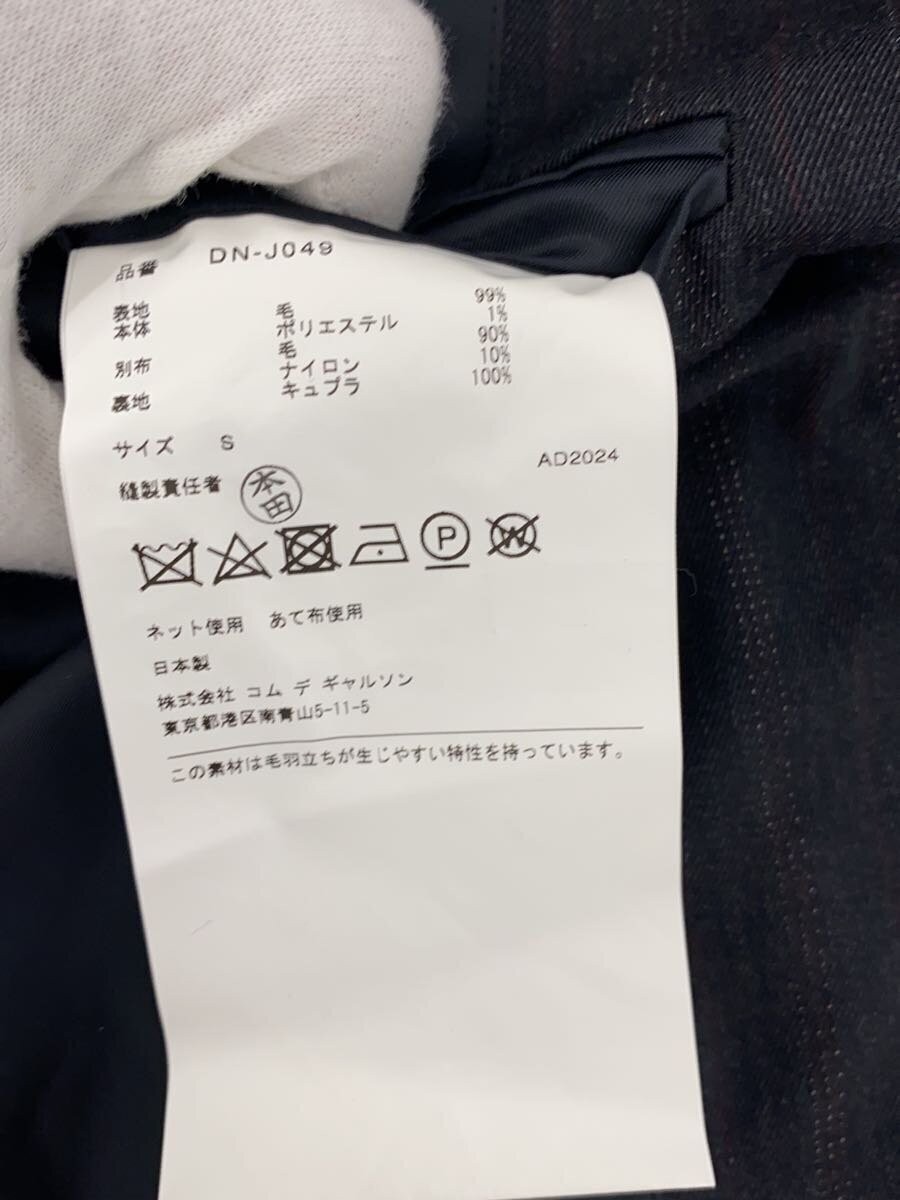 品番 DN-J049
表地
本体 毛 99%
ポリエステル 1%
別布 毛 90%
ナイロン 10%
裏地 キュプラ 100%
サイズ S
AD2024
縫製責任者 本田
P
W
ネット使用 あて布使用
日本製
株式会社 コム デ ギャルソン
東京都港区南青山5-11-5
この素材は毛羽立ちが生じやすい特性を持っています。